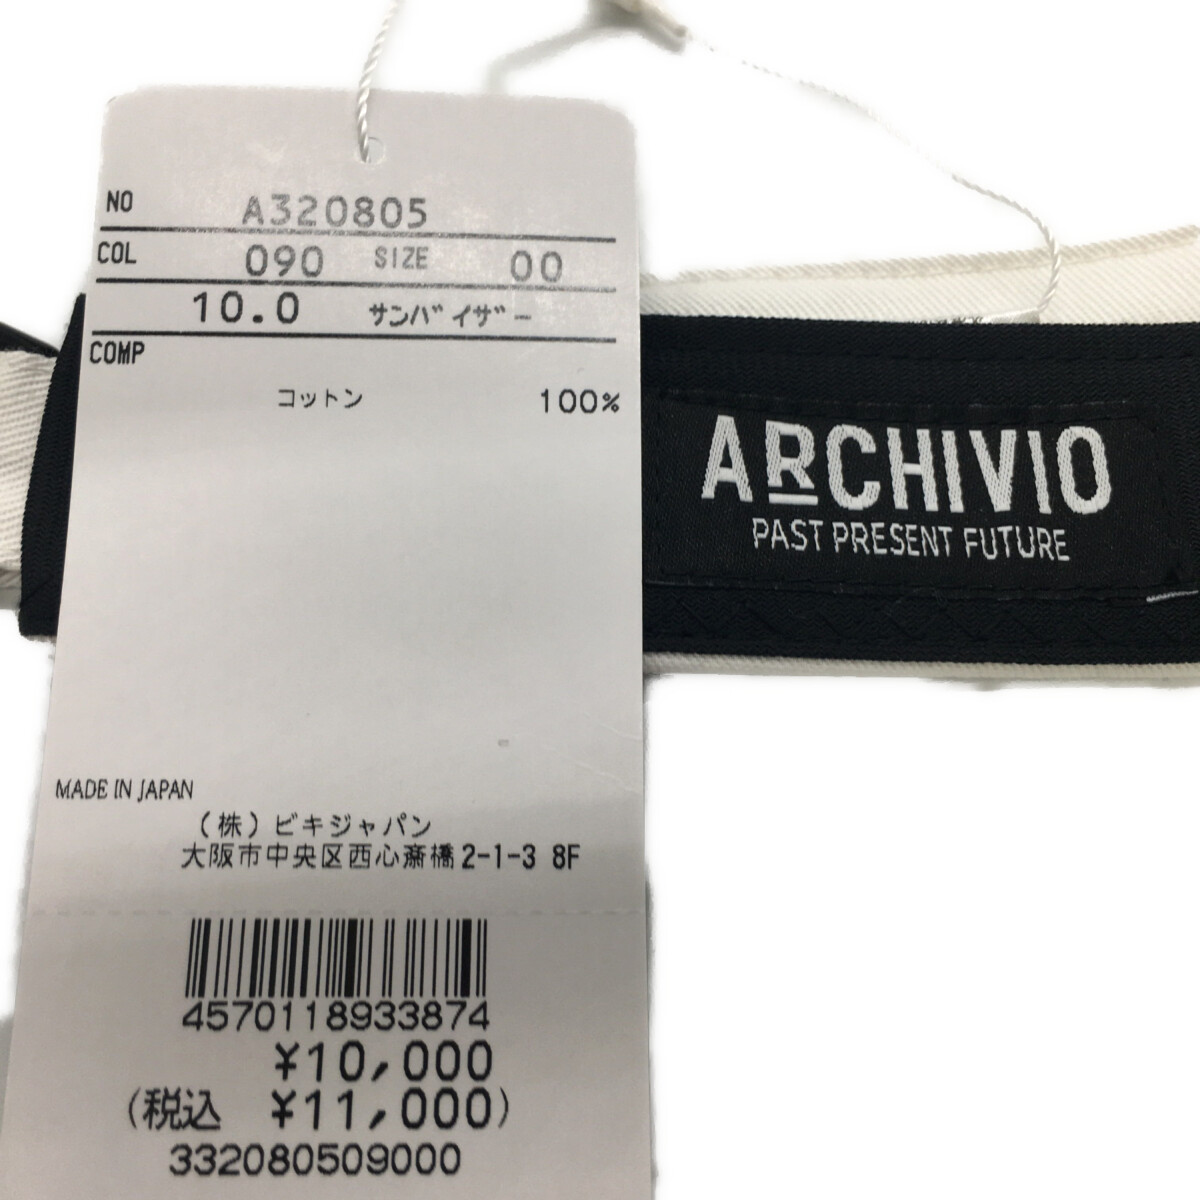 NO A320805
COL 090 SIZE 00
10.0 サンバイザー
COMP
コットン 100%
MADE IN JAPAN
(株)ビキジャパン
大阪市中央区西心斎橋2-1-3 8F
4570118933874
¥10,000
(税込 ¥11,000)
332080509000
ARCHIVIO
PAST PRESENT FUTURE